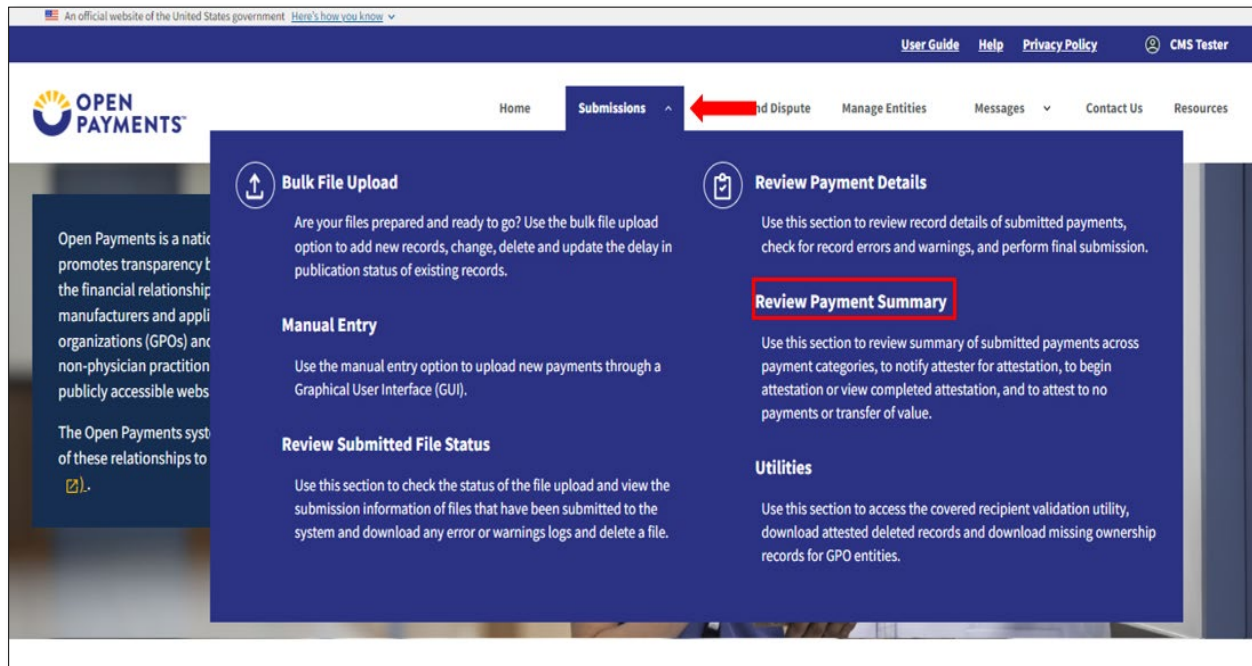 An official website of the United States government Here's how you know
User Guide Help Privacy Policy CMS Tester
OPEN
PAYMENTS
Home Submissions nd Dispute Manage Entities Messages Contact Us Resources
Bulk File Upload
Are your files prepared and ready to go? Use the bulk file upload
option to add new records, change, delete and update the delay in
publication status of existing records.
Manual Entry
Use the manual entry option to upload new payments through a
Graphical User Interface (GUI).
Review Submitted File Status
Use this section to check the status of the file upload and view the
submission information of files that have been submitted to the
system and download any error or warnings logs and delete a file.
Review Payment Details
Use this section to review record details of submitted payments,
check for record errors and warnings, and perform final submission.
Review Payment Summary
Use this section to review summary of submitted payments across
payment categories, to notify attester for attestation, to begin
attestation or view completed attestation, and to attest to no
payments or transfer of value.
Utilities
Use this section to access the covered recipient validation utility,
download attested deleted records and download missing ownership
records for GPO entities.
Open Payments is a natio
promotes transparency b
the financial relationship
manufacturers and appli
organizations (GPOs) and
non-physician practition
publicly accessible webs
The Open Payments syst
of these relationships to
).